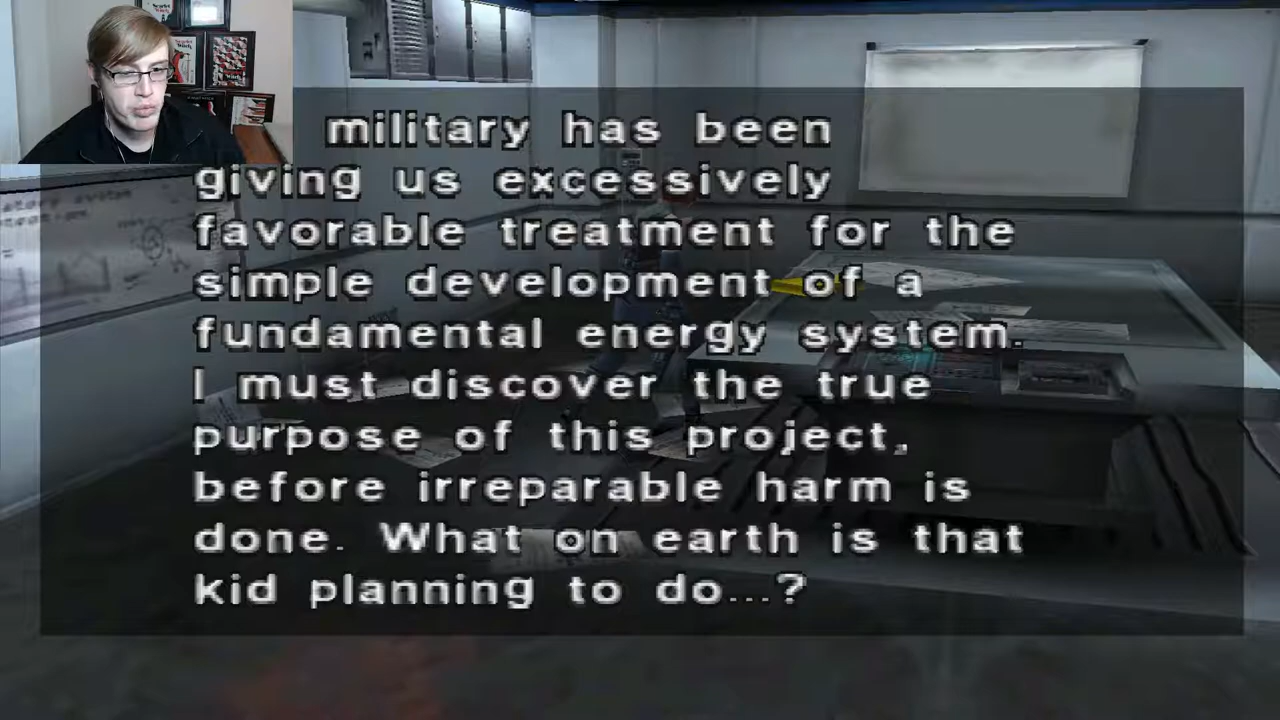 military has been
giving us excessively
favorable treatment for the
simple development of a
fundamental energy system.
I must discover the true
purpose of this project,
before irreparable harm is
done. What on earth is that
kid planning to do...?